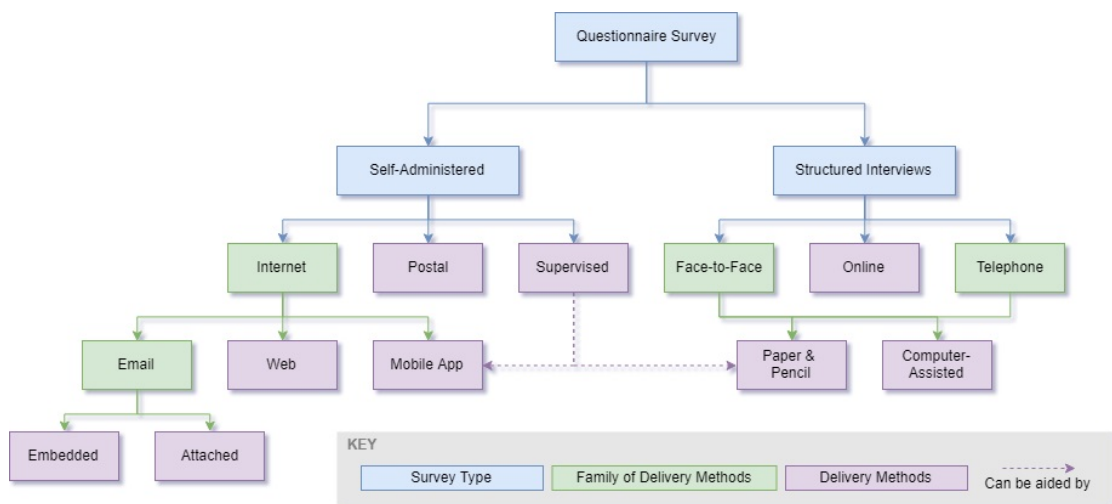 Questionnaire Survey
Self-Administered
Structured Interviews
Internet
Postal
Supervised
Face-to-Face
Online
Telephone
Email
Web
Mobile App
Paper &
Pencil
Computer-
Assisted
Embedded
Attached
KEY
Survey Type
Family of Delivery Methods
Delivery Methods
Can be aided by